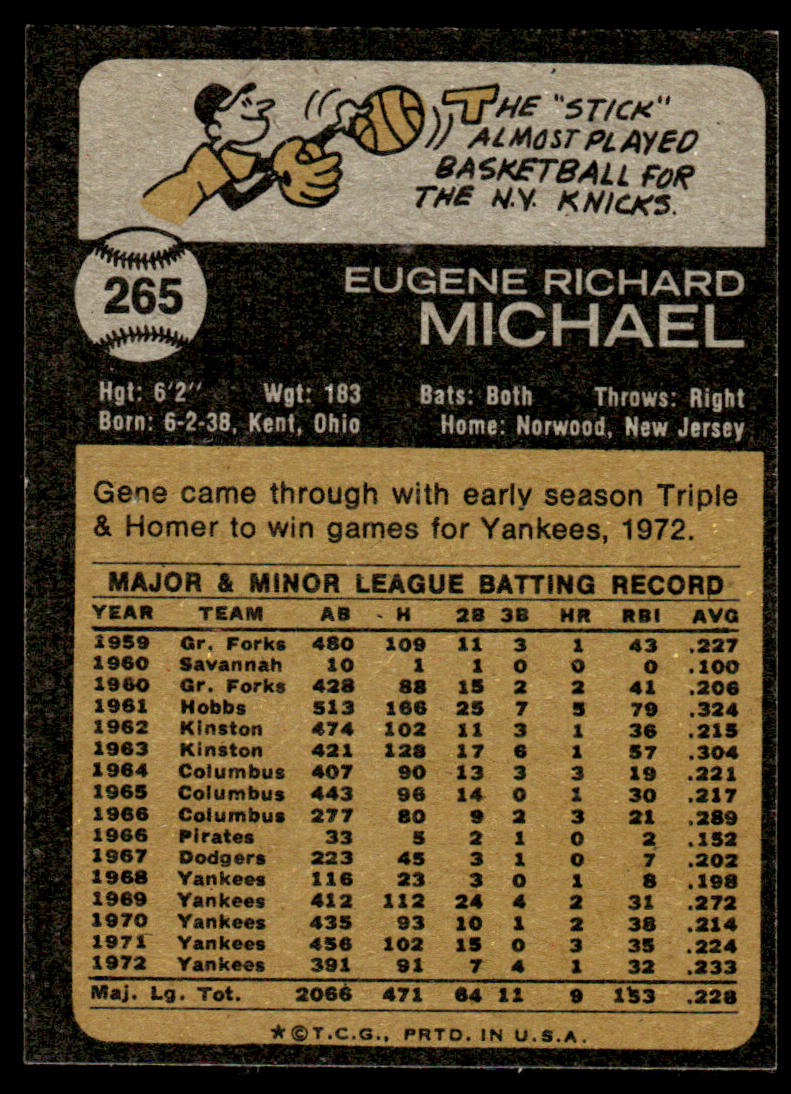 THE "STICK"
ALMOST PLAYED
BASKETBALL FOR
THE N.Y. KNICKS.
265
EUGENE RICHARD
MICHAEL
Hgt: 6'2" Wgt: 183 Bats: Both Throws: Right
Born: 6-2-38, Kent, Ohio Home: Norwood, New Jersey
Gene came through with early season Triple
& Homer to win games for Yankees, 1972.
MAJOR & MINOR LEAGUE BATTING RECORD
YEAR TEAM AB H 2B 3B HR RBI AVG
1959 Gr. Forks 480 109 11 3 1 43 .227
1960 Savannah 10 1 1 0 0 0 .100
1960 Gr. Forks 428 88 15 2 2 41 .206
1961 Hobbs 513 166 25 7 5 79 .324
1962 Kinston 474 102 11 3 1 36 .215
1963 Kinston 421 128 17 6 1 57 .304
1964 Columbus 407 90 13 3 3 19 .221
1965 Columbus 443 96 14 0 1 30 .217
1966 Columbus 277 80 9 2 3 21 .289
1966 Pirates 33 5 2 1 0 2 .152
1967 Dodgers 223 45 3 1 0 7 .202
1968 Yankees 116 23 3 0 1 8 .198
1969 Yankees 412 112 24 4 2 31 .272
1970 Yankees 435 93 10 1 2 38 .214
1971 Yankees 456 102 15 0 3 35 .224
1972 Yankees 391 91 7 4 1 32 .233
Maj. Lg. Tot. 2066 471 64 11 9 153 .228
★©T.C.G., PRTD. IN U.S.A.